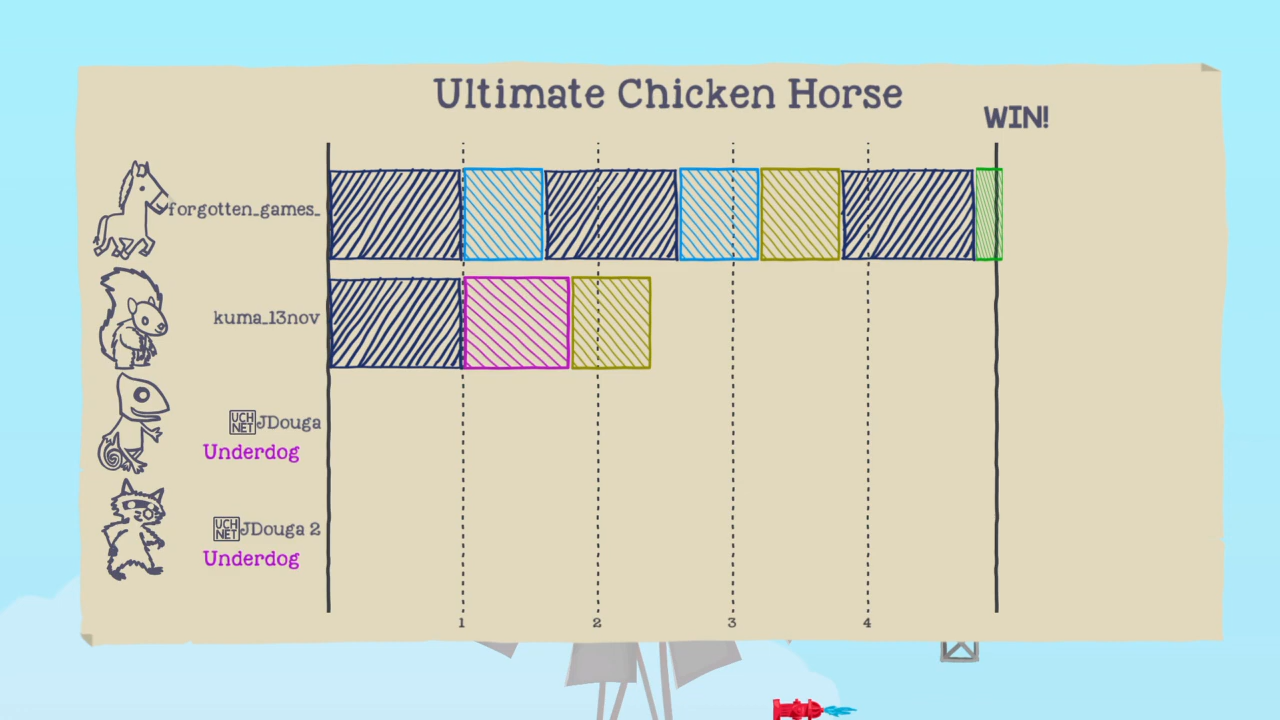 Ultimate Chicken Horse
WIN!
forgotten_games_
kuma_13nov
UCH NET JDouga
Underdog
UCH NET JDouga 2
Underdog
1 2 3 4